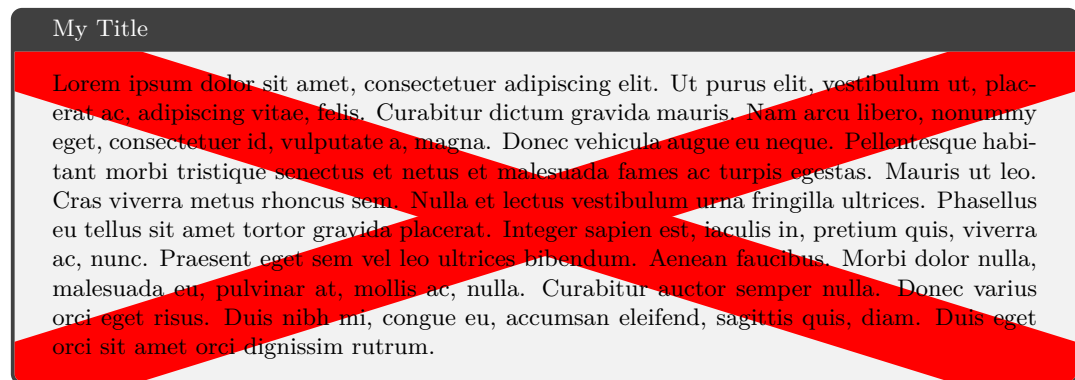 My Title
Lorem ipsum dolor sit amet, consectetuer adipiscing elit. Ut purus elit, vestibulum ut, plac-
erat ac, adipiscing vitae, felis. Curabitur dictum gravida mauris. Nam arcu libero, nonummy
eget, consectetuer id, vulputate a, magna. Donec vehicula augue eu neque. Pellentesque habi-
tant morbi tristique senectus et netus et malesuada fames ac turpis egestas. Mauris ut leo.
Cras viverra metus rhoncus sem. Nulla et lectus vestibulum urna fringilla ultrices. Phasellus
eu tellus sit amet tortor gravida placerat. Integer sapien est, iaculis in, pretium quis, viverra
ac, nunc. Praesent eget sem vel leo ultrices bibendum. Aenean faucibus. Morbi dolor nulla,
malesuada eu, pulvinar at, mollis ac, nulla. Curabitur auctor semper nulla. Donec varius
orci eget risus. Duis nibh mi, congue eu, accumsan eleifend, sagittis quis, diam. Duis eget
orci sit amet orci dignissim rutrum.